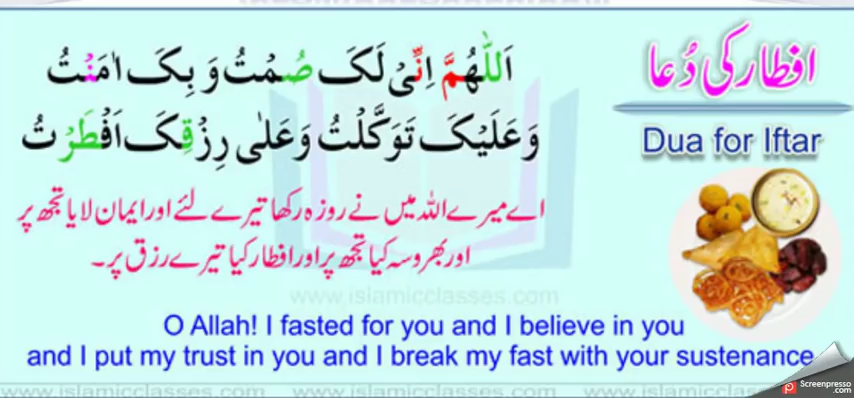 افطار کی دُعا
Dua for Iftar
اَللّٰهُمَّ اِنِّیْ لَکَ صُمْتُ وَ بِکَ اٰمَنْتُ
وَ عَلَیْکَ تَوَکَّلْتُ وَ عَلٰی رِزْقِکَ اَفْطَرْتُ
اے میرے اللہ میں نے روزہ رکھا تیرے لئے اور ایمان لایا تجھ پر
اور بھروسہ کیا تجھ پر اور افطار کیا تیرے رزق پر۔
www.islamicclasses.com
O Allah! I fasted for you and I believe in you
and I put my trust in you and I break my fast with your sustenance
www.islamicclasses.com www.islamicclasses.com www.islamicclasses.com
Screenpresso
.com